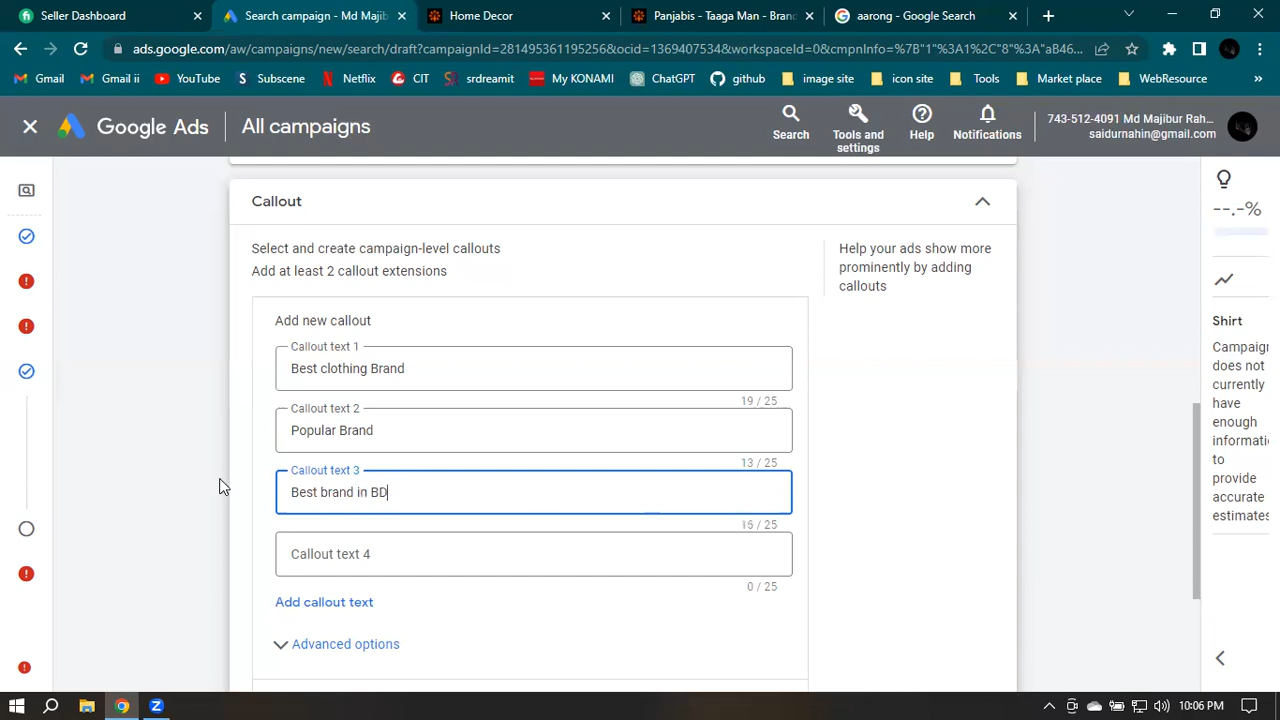 Seller Dashboard
Search campaign - Md Majib
Home Decor
Panjabis - Taaga Man - Bran
aarong - Google Search
ads.google.com/aw/campaigns/new/search/draft?campaignId=281495361195256&ocid=13694075348&workspaceId=0&cmpnInfo=%7B"1"%3A1%2C"8"%3A"aB46...
Gmail
Gmail ii
YouTube
Subscene
Netflix
CIT
srdreamit
My KONAMI
ChatGPT
github
image site
icon site
Tools
Market place
WebResource
»
Google Ads
All campaigns
Search
Tools and settings
Help
Notifications
743-512-4091 Md Majibur Rah...
saidurnahin@gmail.com
Callout
Select and create campaign-level callouts
Add at least 2 callout extensions
Help your ads show more
prominently by adding
callouts
Add new callout
Callout text 1
Best clothing Brand
19 / 25
Callout text 2
Popular Brand
13 / 25
Callout text 3
Best brand in BD
16 / 25
Callout text 4
0 / 25
Add callout text
Advanced options
--.-%
Shirt
Campaign
does not
currently
have
enough
informati
to
provide
accurate
estimates
10:06 PM